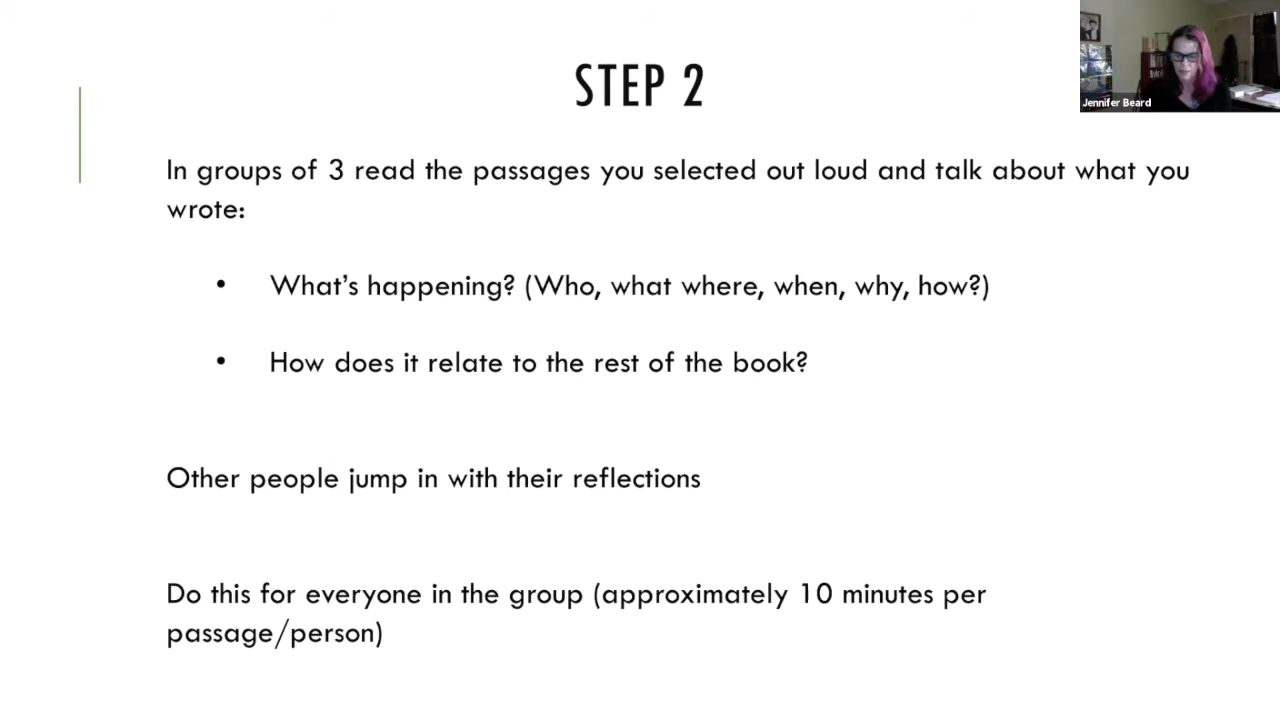 STEP 2
Jennifer Beard
In groups of 3 read the passages you selected out loud and talk about what you
wrote:
• What’s happening? (Who, what where, when, why, how?)
• How does it relate to the rest of the book?
Other people jump in with their reflections
Do this for everyone in the group (approximately 10 minutes per
passage/person)